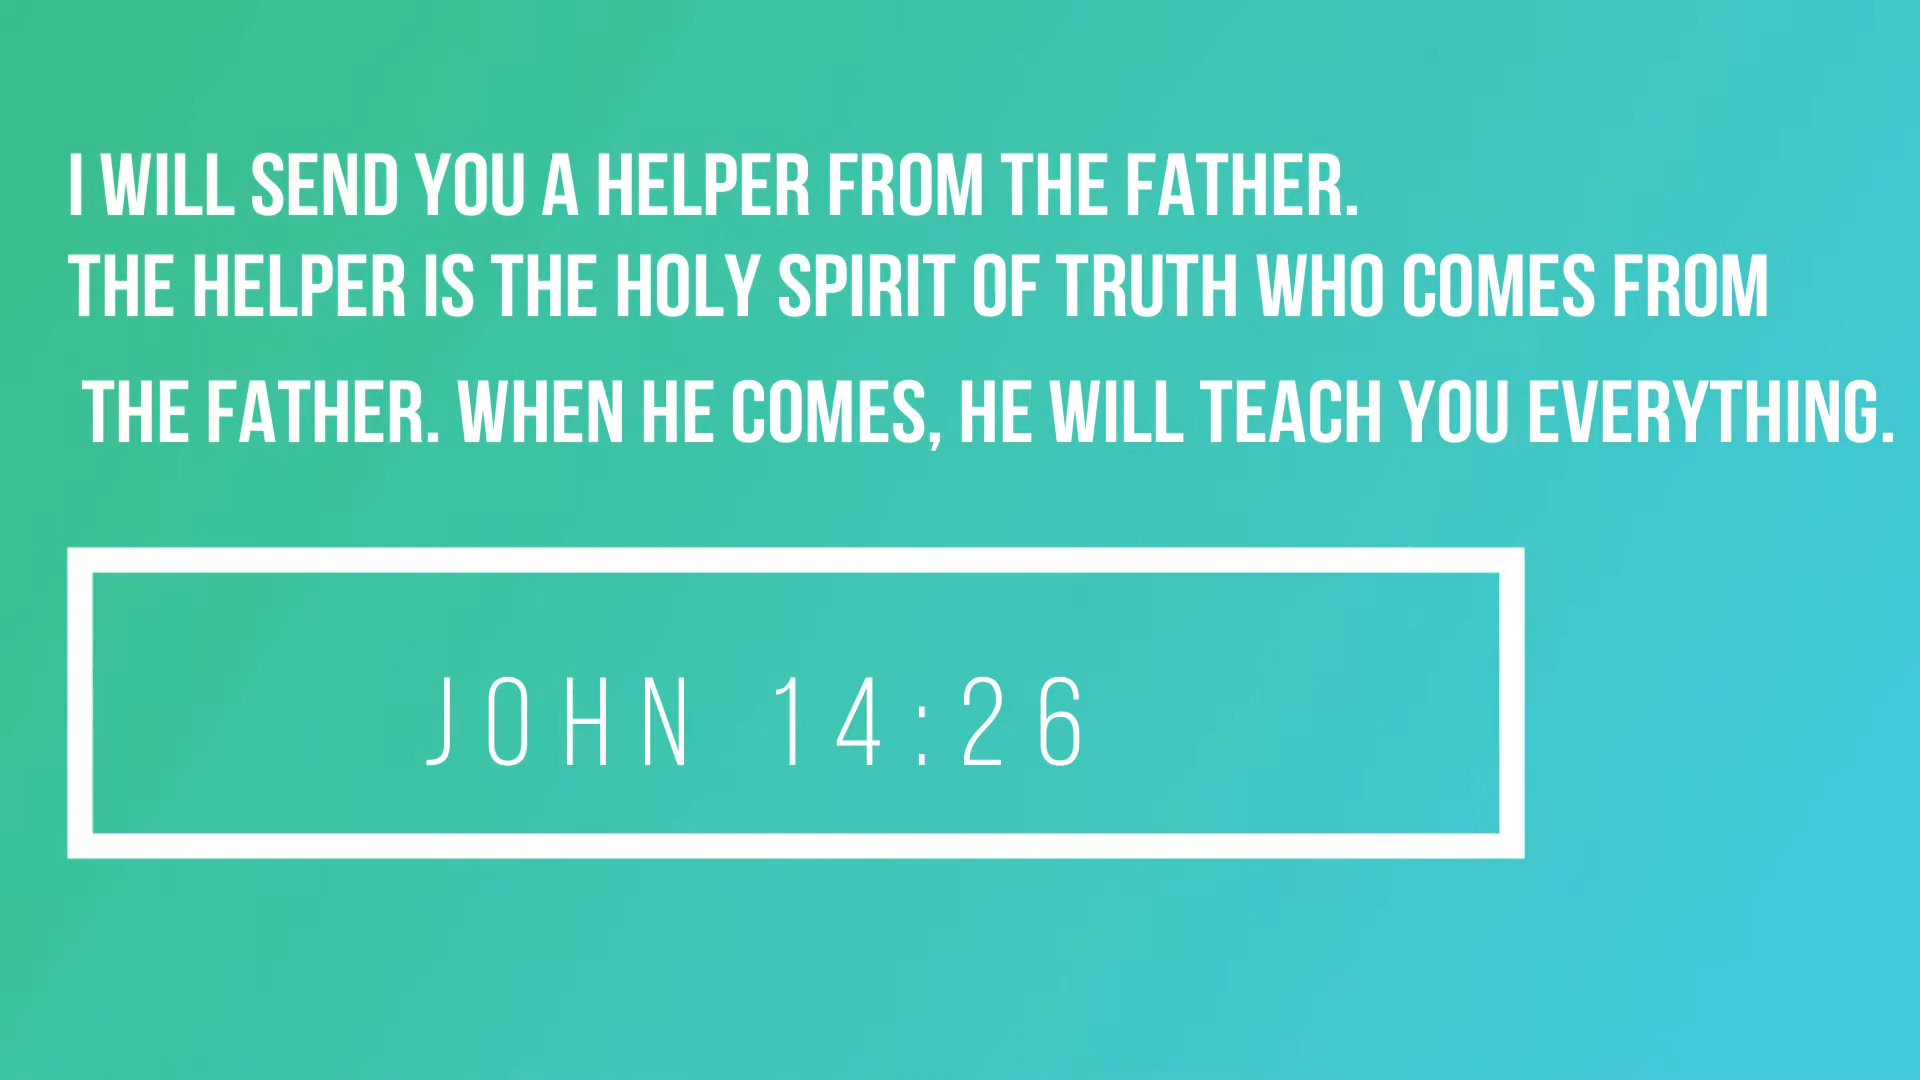 I WILL SEND YOU A HELPER FROM THE FATHER.
THE HELPER IS THE HOLY SPIRIT OF TRUTH WHO COMES FROM
THE FATHER. WHEN HE COMES, HE WILL TEACH YOU EVERYTHING.
JOHN 14:26